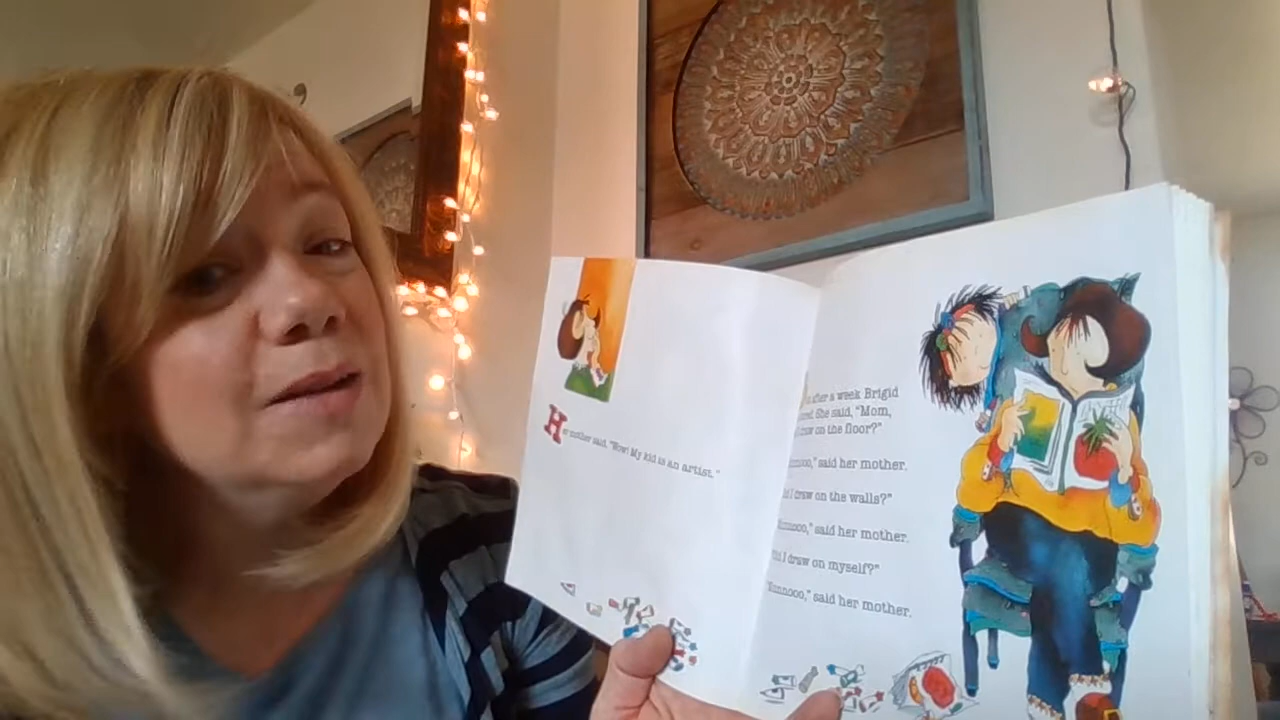 Her mother said, "Wow! My kid is an artist."
after a week Brigid
She said, "Mom,
I draw on the floor?"
said her mother.
I draw on the walls?"
said her mother.
I draw on myself?"
"Nnnnooo," said her mother.